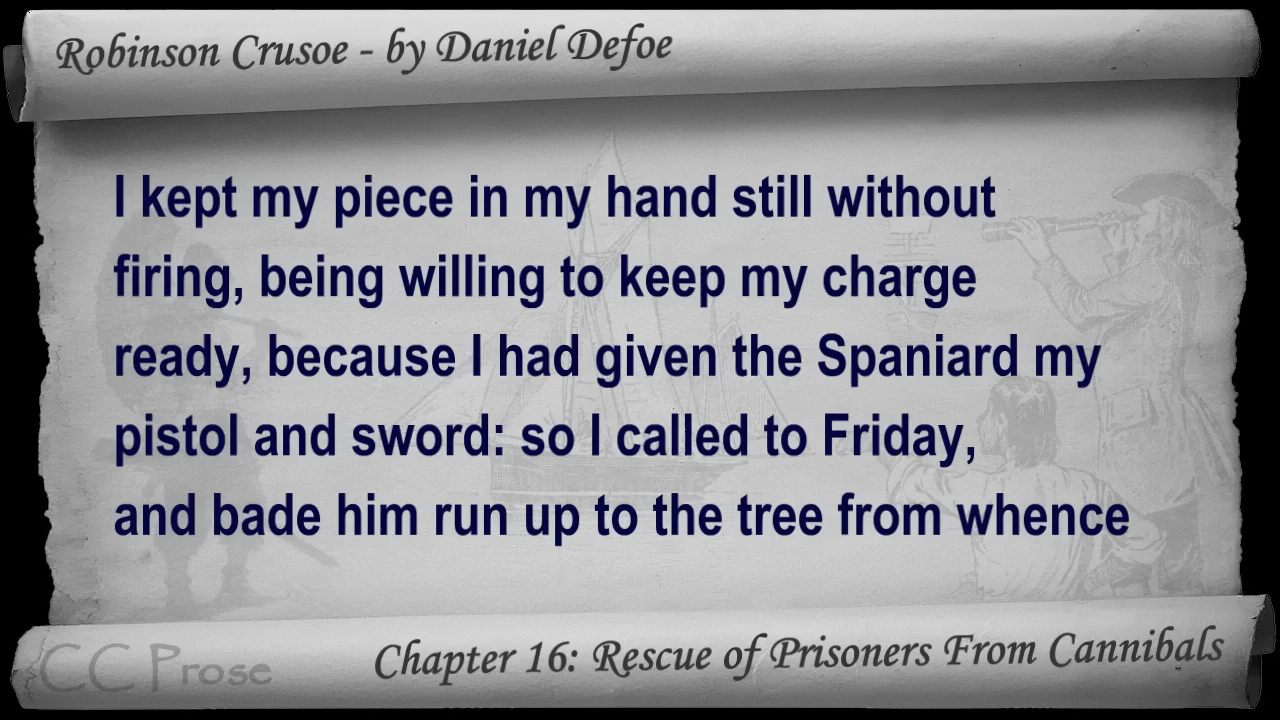 Robinson Crusoe - by Daniel Defoe
I kept my piece in my hand still without
firing, being willing to keep my charge
ready, because I had given the Spaniard my
pistol and sword: so I called to Friday,
and bade him run up to the tree from whence
CC Prose
Chapter 16: Rescue of Prisoners From Cannibals